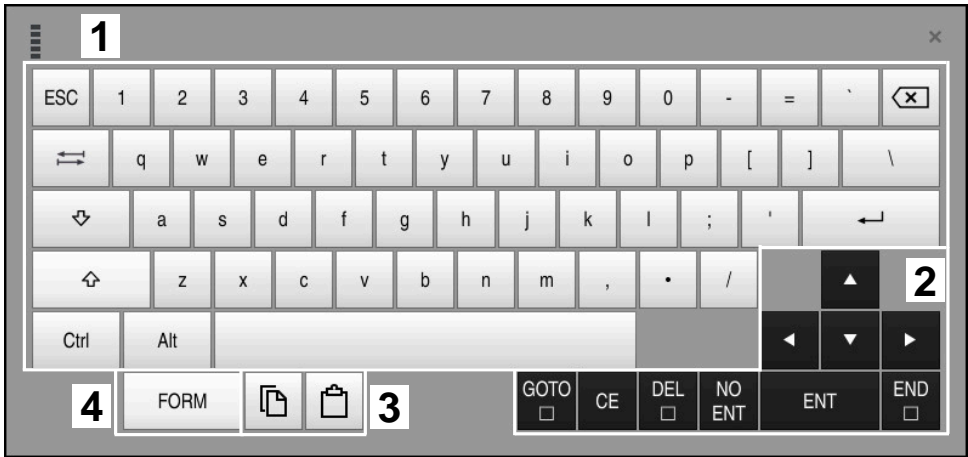 1 ×
ESC 1 2 3 4 5 6 7 8 9 0 - = `
q w e r t y u i o p [ ] \
a s d f g h j k l ; '
z x c v b n m , • / 2
Ctrl Alt
4 FORM 3 GOTO CE DEL NO ENT ENT END